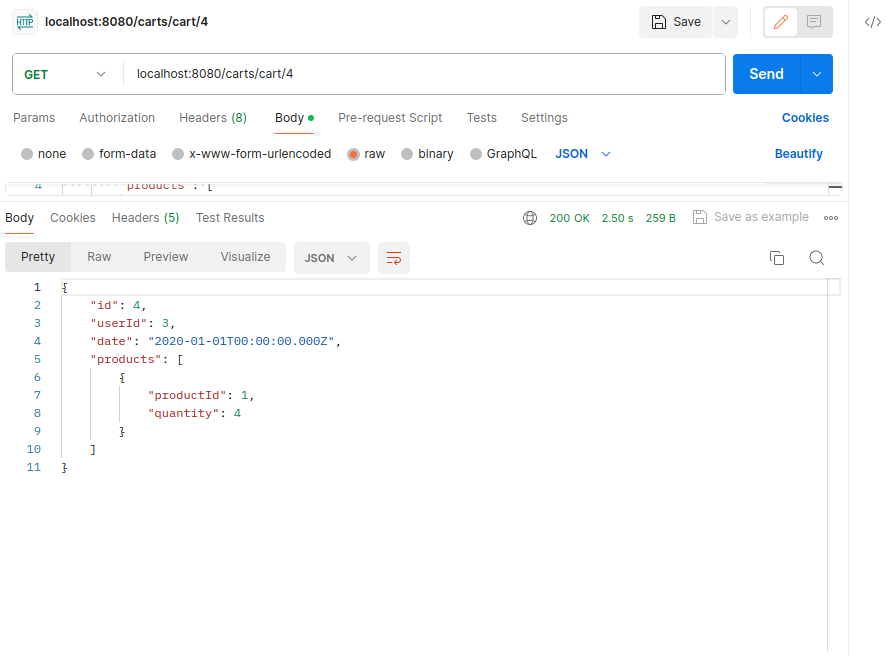 HTTP localhost:8080/carts/cart/4 Save </>
GET localhost:8080/carts/cart/4 Send
Params Authorization Headers (8) Body Pre-request Script Tests Settings Cookies
none form-data x-www-form-urlencoded raw binary GraphQL JSON Beautify
4 "products": [
Body Cookies Headers (5) Test Results 200 OK 2.50 s 259 B Save as example
Pretty Raw Preview Visualize JSON
1 {
2 "id": 4,
3 "userId": 3,
4 "date": "2020-01-01T00:00:00.000Z",
5 "products": [
6 {
7 "productId": 1,
8 "quantity": 4
9 }
10 ]
11 }